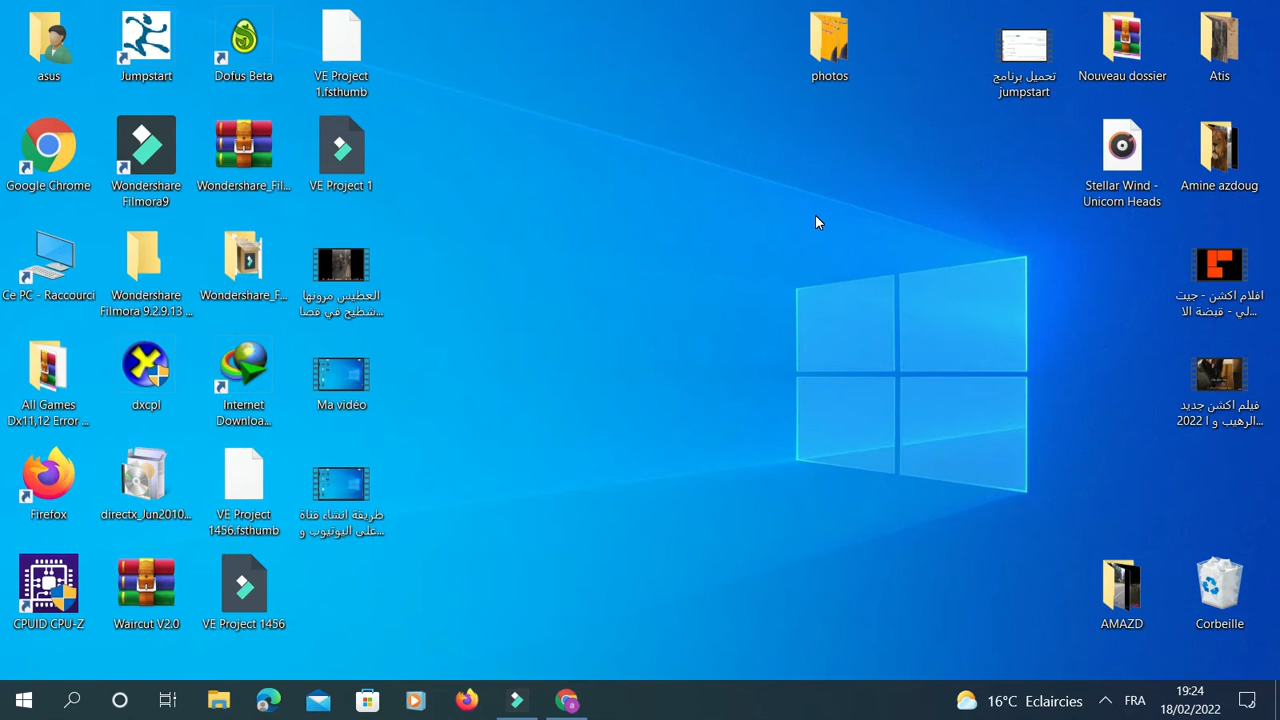 asus
Jumpstart
Dofus Beta
VE Project
1.fsthumb
photos
تحميل برنامج
jumpstart
Nouveau dossier
Atis
Google Chrome
Wondershare
Filmora9
Wondershare_Fil...
VE Project 1
Stellar Wind -
Unicorn Heads
Amine azdoug
Ce PC - Raccourci
Wondershare
Filmora 9.2.9.13 ...
Wondershare_F...
العطيس مروبها
شطيح في فصا...
افلام اكشن - جيت
لي - قبضة الا...
All Games
Dx11,12 Error ...
dxcpl
Internet
Downloa...
Ma vidéo
فيلم اكشن جديد
2022 الرهيب و ا...
Firefox
directx_Jun2010...
VE Project
1456.fsthumb
طريقة انشاء قناة
على اليوتيوب و...
CPUID CPU-Z
Waircut V2.0
VE Project 1456
AMAZD
Corbeille
16°C Eclaircies
FRA
19:24
18/02/2022